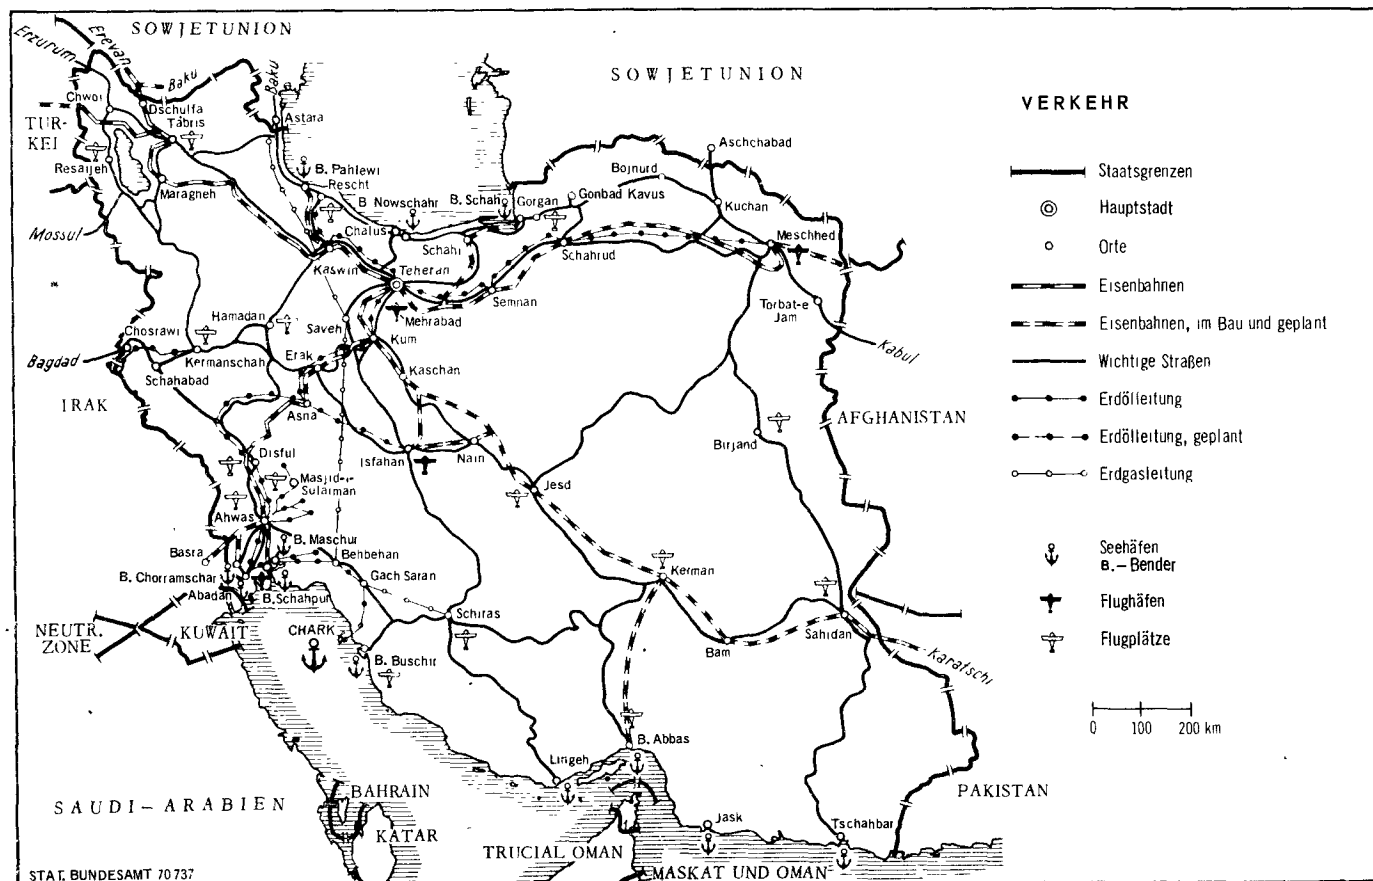 SOWJETUNION
SOWJETUNION
Erzurum
Erevan
Baku
Baku
Chwoi
Dschulfa
Täbris
Astara
TÜR-
KEI
Resaijeh
Maragneh
Mossul
B. Pahlewi
Rescht
B Nowschahr
B. Schah
Gorgan
Gonbad Kavus
Bojnurd
Aschchabad
Kuchan
Meschhed
Chalus
Schahi
Kaswin
Teheran
Schahrud
Semnan
Mehrabad
Torbat-e
Jam
Kabul
Hamadan
Saveh
Kum
Chosrawi
Bagdad
Kermanschah
Schahabad
Erak
Kaschan
IRAK
Asna
AFGHANISTAN
Birjand
Disful
Isfahan
Nain
Masjid-i-
Sulaiman
Jesd
Ahwas
Basra
B. Maschur
Behbehan
B. Chorramschar
Abadan
B.Schahpur
Gach Saran
Kerman
Schiras
Bam
Sahidan
Karatschi
NEUTR.
ZONE
KUWAIT
CHARK
B. Buschir
B. Abbas
Lingeh
SAUDI-ARABIEN
BAHRAIN
KATAR
TRUCIAL OMAN
MASKAT UND OMAN
Jask
Tschahbar
PAKISTAN
STAT. BUNDESAMT 70 737
VERKEHR
Staatsgrenzen
Hauptstadt
Orte
Eisenbahnen
Eisenbahnen, im Bau und geplant
Wichtige Straßen
Erdölleitung
Erdölleitung, geplant
Erdgasleitung
Seehäfen
B.– Bender
Flughäfen
Flugplätze
0 100 200 km